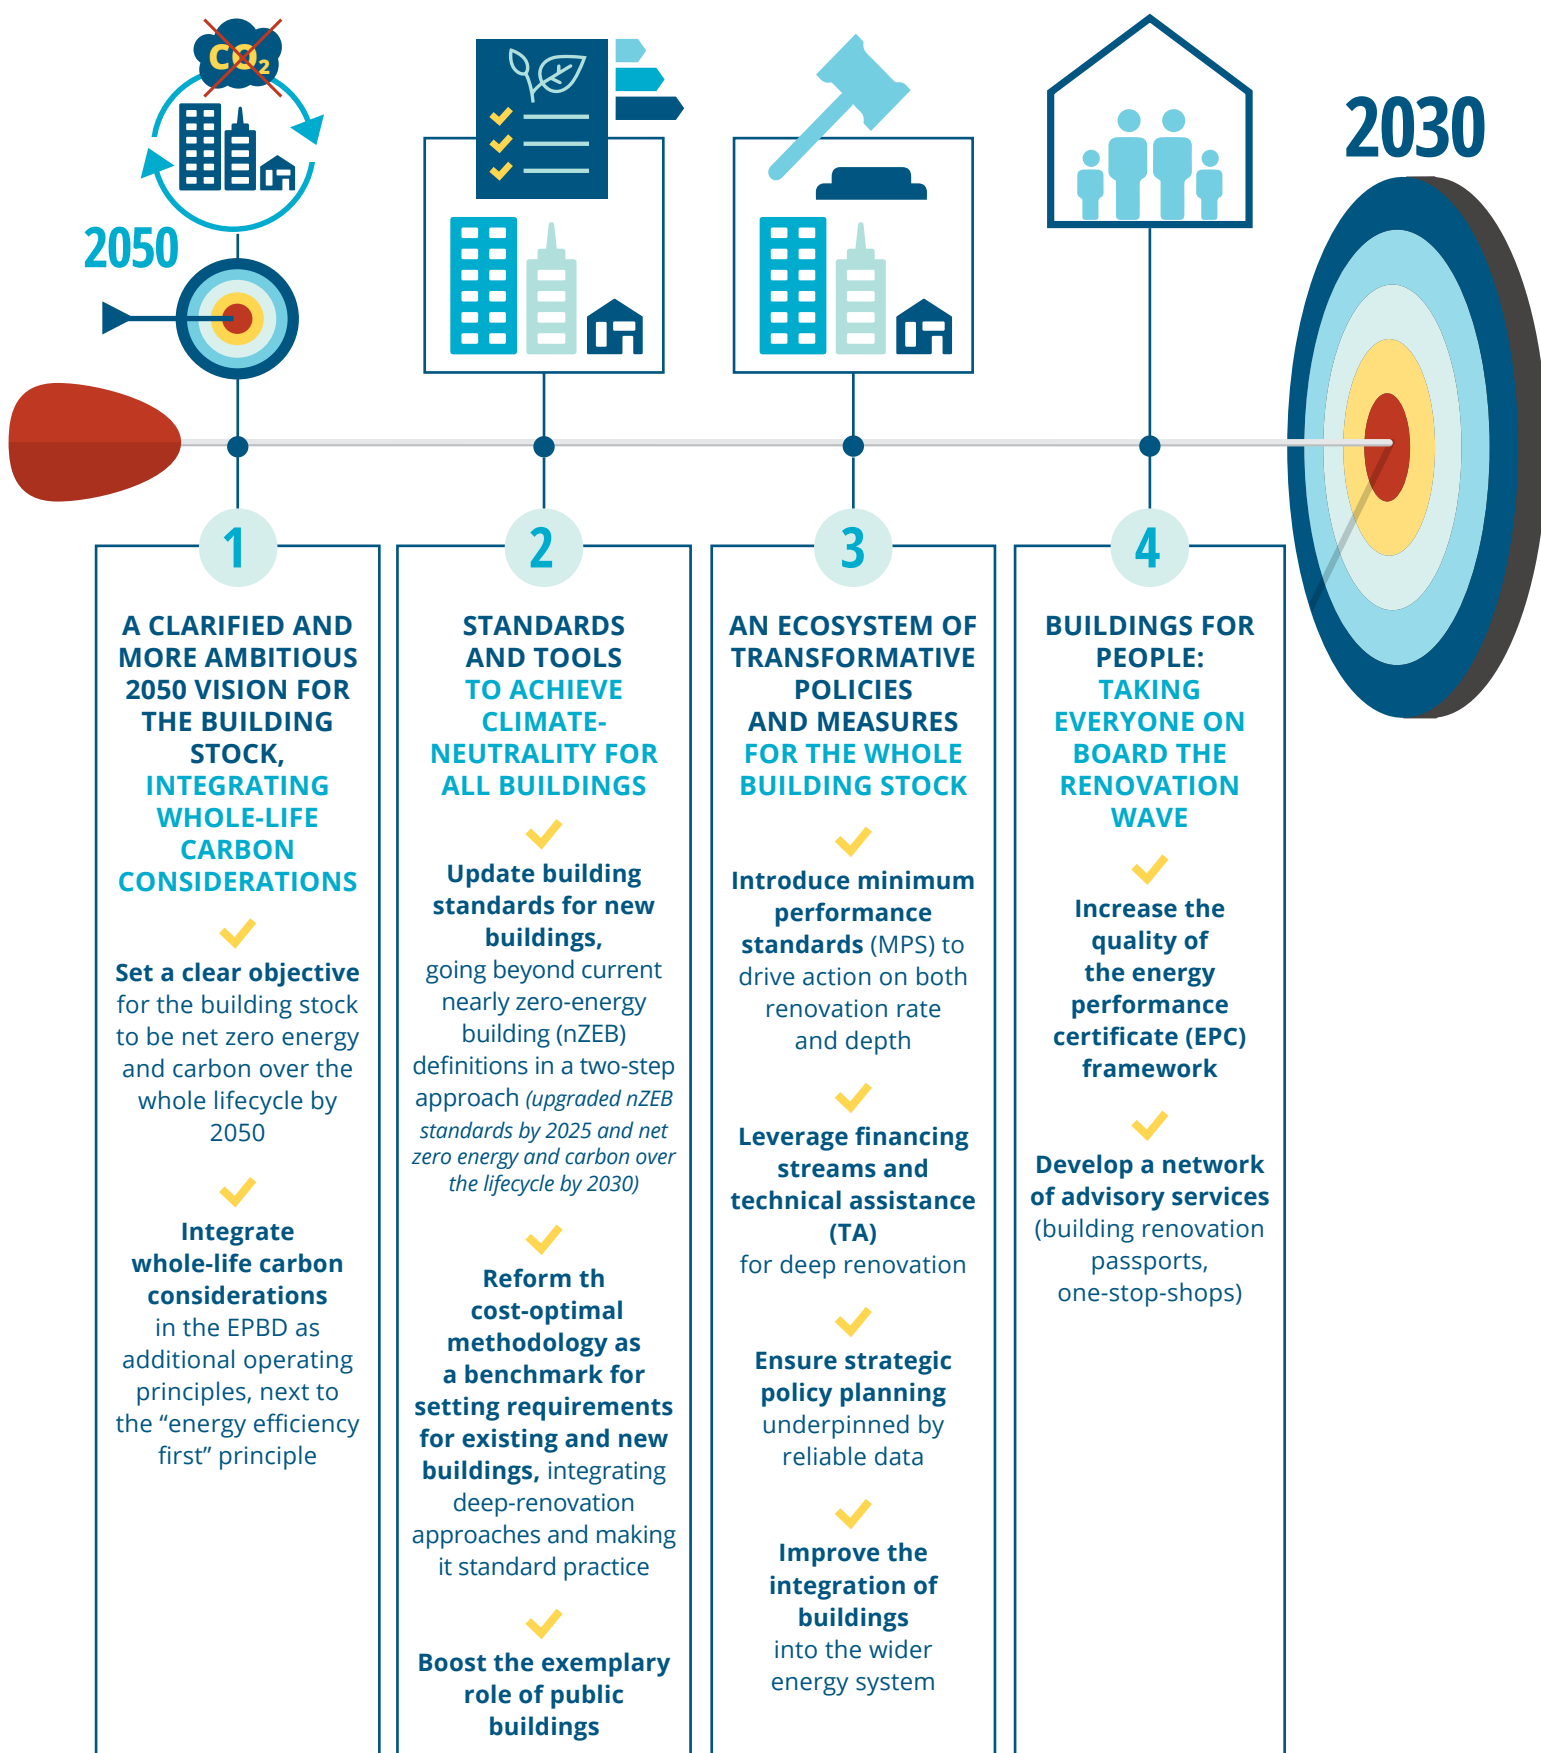 CO2
2050
2030
1
A CLARIFIED AND
MORE AMBITIOUS
2050 VISION FOR
THE BUILDING
STOCK,
INTEGRATING
WHOLE-LIFE
CARBON
CONSIDERATIONS
Set a clear objective
for the building stock
to be net zero energy
and carbon over the
whole lifecycle by
2050
Integrate
whole-life carbon
considerations
in the EPBD as
additional operating
principles, next to
the “energy efficiency
first” principle
2
STANDARDS
AND TOOLS
TO ACHIEVE
CLIMATE-
NEUTRALITY FOR
ALL BUILDINGS
Update building
standards for new
buildings,
going beyond current
nearly zero-energy
building (nZEB)
definitions in a two-step
approach (upgraded nZEB
standards by 2025 and net
zero energy and carbon over
the lifecycle by 2030)
Reform th
cost-optimal
methodology as
a benchmark for
setting requirements
for existing and new
buildings, integrating
deep-renovation
approaches and making
it standard practice
Boost the exemplary
role of public
buildings
3
AN ECOSYSTEM OF
TRANSFORMATIVE
POLICIES
AND MEASURES
FOR THE WHOLE
BUILDING STOCK
Introduce minimum
performance
standards (MPS) to
drive action on both
renovation rate
and depth
Leverage financing
streams and
technical assistance
(TA)
for deep renovation
Ensure strategic
policy planning
underpinned by
reliable data
Improve the
integration of
buildings
into the wider
energy system
4
BUILDINGS FOR
PEOPLE:
TAKING
EVERYONE ON
BOARD THE
RENOVATION
WAVE
Increase the
quality of
the energy
performance
certificate (EPC)
framework
Develop a network
of advisory services
(building renovation
passports,
one-stop-shops)